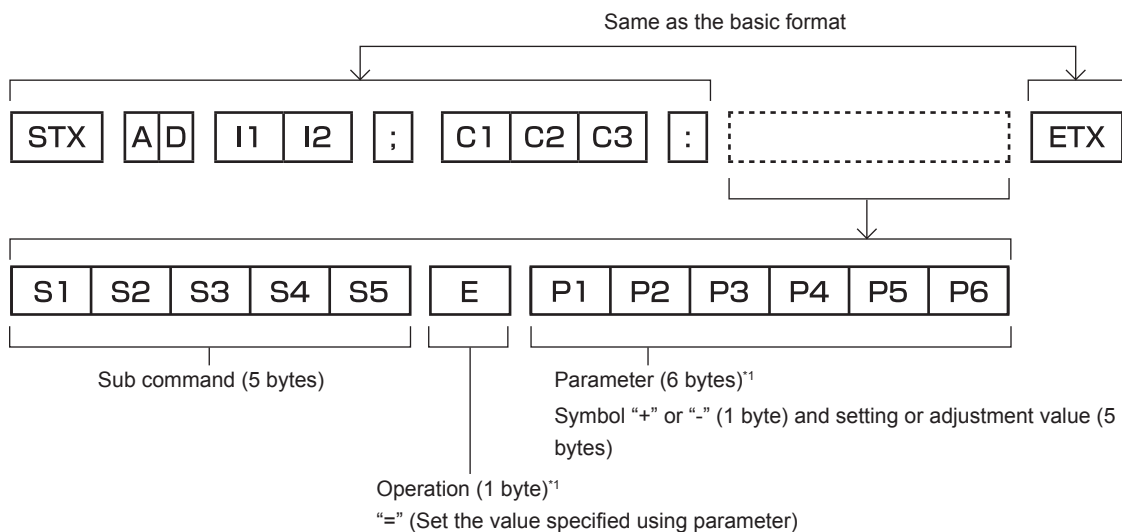 Same as the basic format
STX A D I1 I2 ; C1 C2 C3 : ETX
S1 S2 S3 S4 S5 E P1 P2 P3 P4 P5 P6
Sub command (5 bytes)
Parameter (6 bytes)*1
Symbol “+” or “-” (1 byte) and setting or adjustment value (5
bytes)
Operation (1 byte)*1
“=” (Set the value specified using parameter)